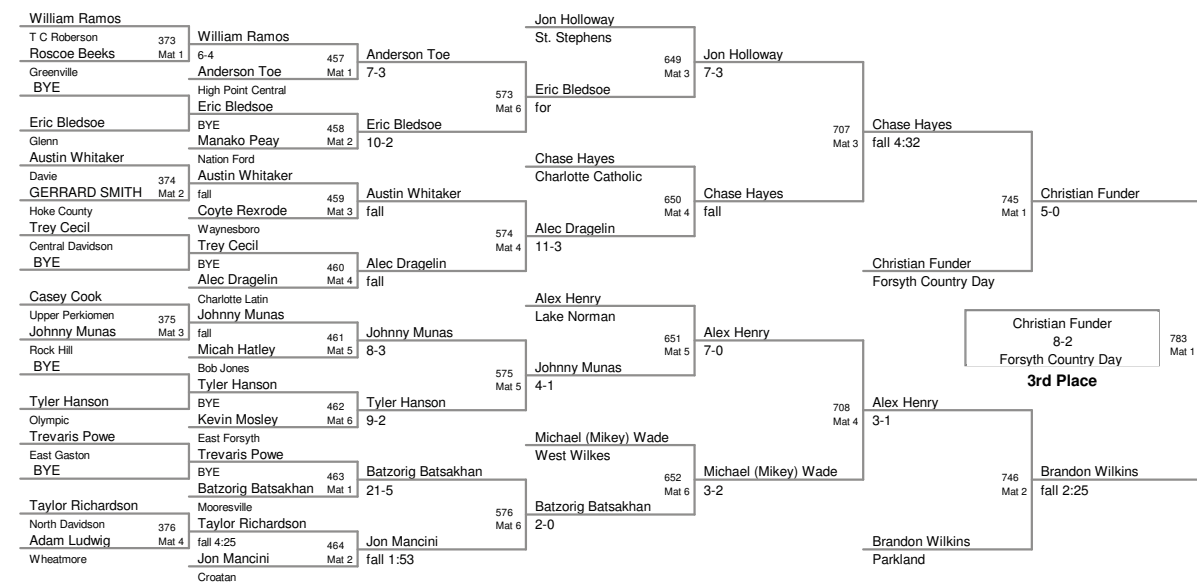 William Ramos
T C Roberson
373
Roscoe Beeks
Mat 1
Greenville
BYE
Eric Bledsoe
Glenn
Austin Whitaker
Davie
374
GERRARD SMITH
Mat 2
Hoke County
Trey Cecil
Central Davidson
BYE
Casey Cook
Upper Perkiomen
375
Johnny Munas
Mat 3
Rock Hill
BYE
Tyler Hanson
Olympic
Trevaris Powe
East Gaston
BYE
Taylor Richardson
North Davidson
376
Adam Ludwig
Mat 4
Wheatmore
William Ramos
6-4
457
Anderson Toe
Mat 1
High Point Central
Eric Bledsoe
BYE
458
Manako Peay
Mat 2
Nation Ford
Austin Whitaker
fall
459
Coyte Rexrode
Mat 3
Waynesboro
Trey Cecil
BYE
460
Alec Dragelin
Mat 4
Charlotte Latin
Johnny Munas
fall
461
Micah Hatley
Mat 5
Bob Jones
Tyler Hanson
BYE
462
Kevin Mosley
Mat 6
East Forsyth
Trevaris Powe
BYE
463
Batzorig Batsakhan
Mat 1
Mooresville
Taylor Richardson
fall 4:25
464
Jon Mancini
Mat 2
Croatan
Anderson Toe
7-3
573
Mat 6
Eric Bledsoe
10-2
Austin Whitaker
fall
574
Mat 4
Alec Dragelin
fall
Johnny Munas
8-3
575
Mat 5
Tyler Hanson
9-2
Batzorig Batsakhan
21-5
576
Mat 6
Jon Mancini
fall 1:53
Jon Holloway
St. Stephens
649
Mat 3
Eric Bledsoe
for
Chase Hayes
Charlotte Catholic
650
Mat 4
Alec Dragelin
11-3
Alex Henry
Lake Norman
651
Mat 5
Johnny Munas
4-1
Michael (Mikey) Wade
West Wilkes
652
Mat 6
Batzorig Batsakhan
2-0
Jon Holloway
7-3
707
Mat 3
Chase Hayes
fall
Alex Henry
7-0
708
Mat 4
Michael (Mikey) Wade
3-2
Chase Hayes
fall 4:32
745
Mat 1
Christian Funder
Forsyth Country Day
Alex Henry
3-1
746
Mat 2
Brandon Wilkins
Parkland
Christian Funder
5-0
Christian Funder
8-2
Forsyth Country Day
3rd Place
783
Mat 1
Brandon Wilkins
fall 2:25